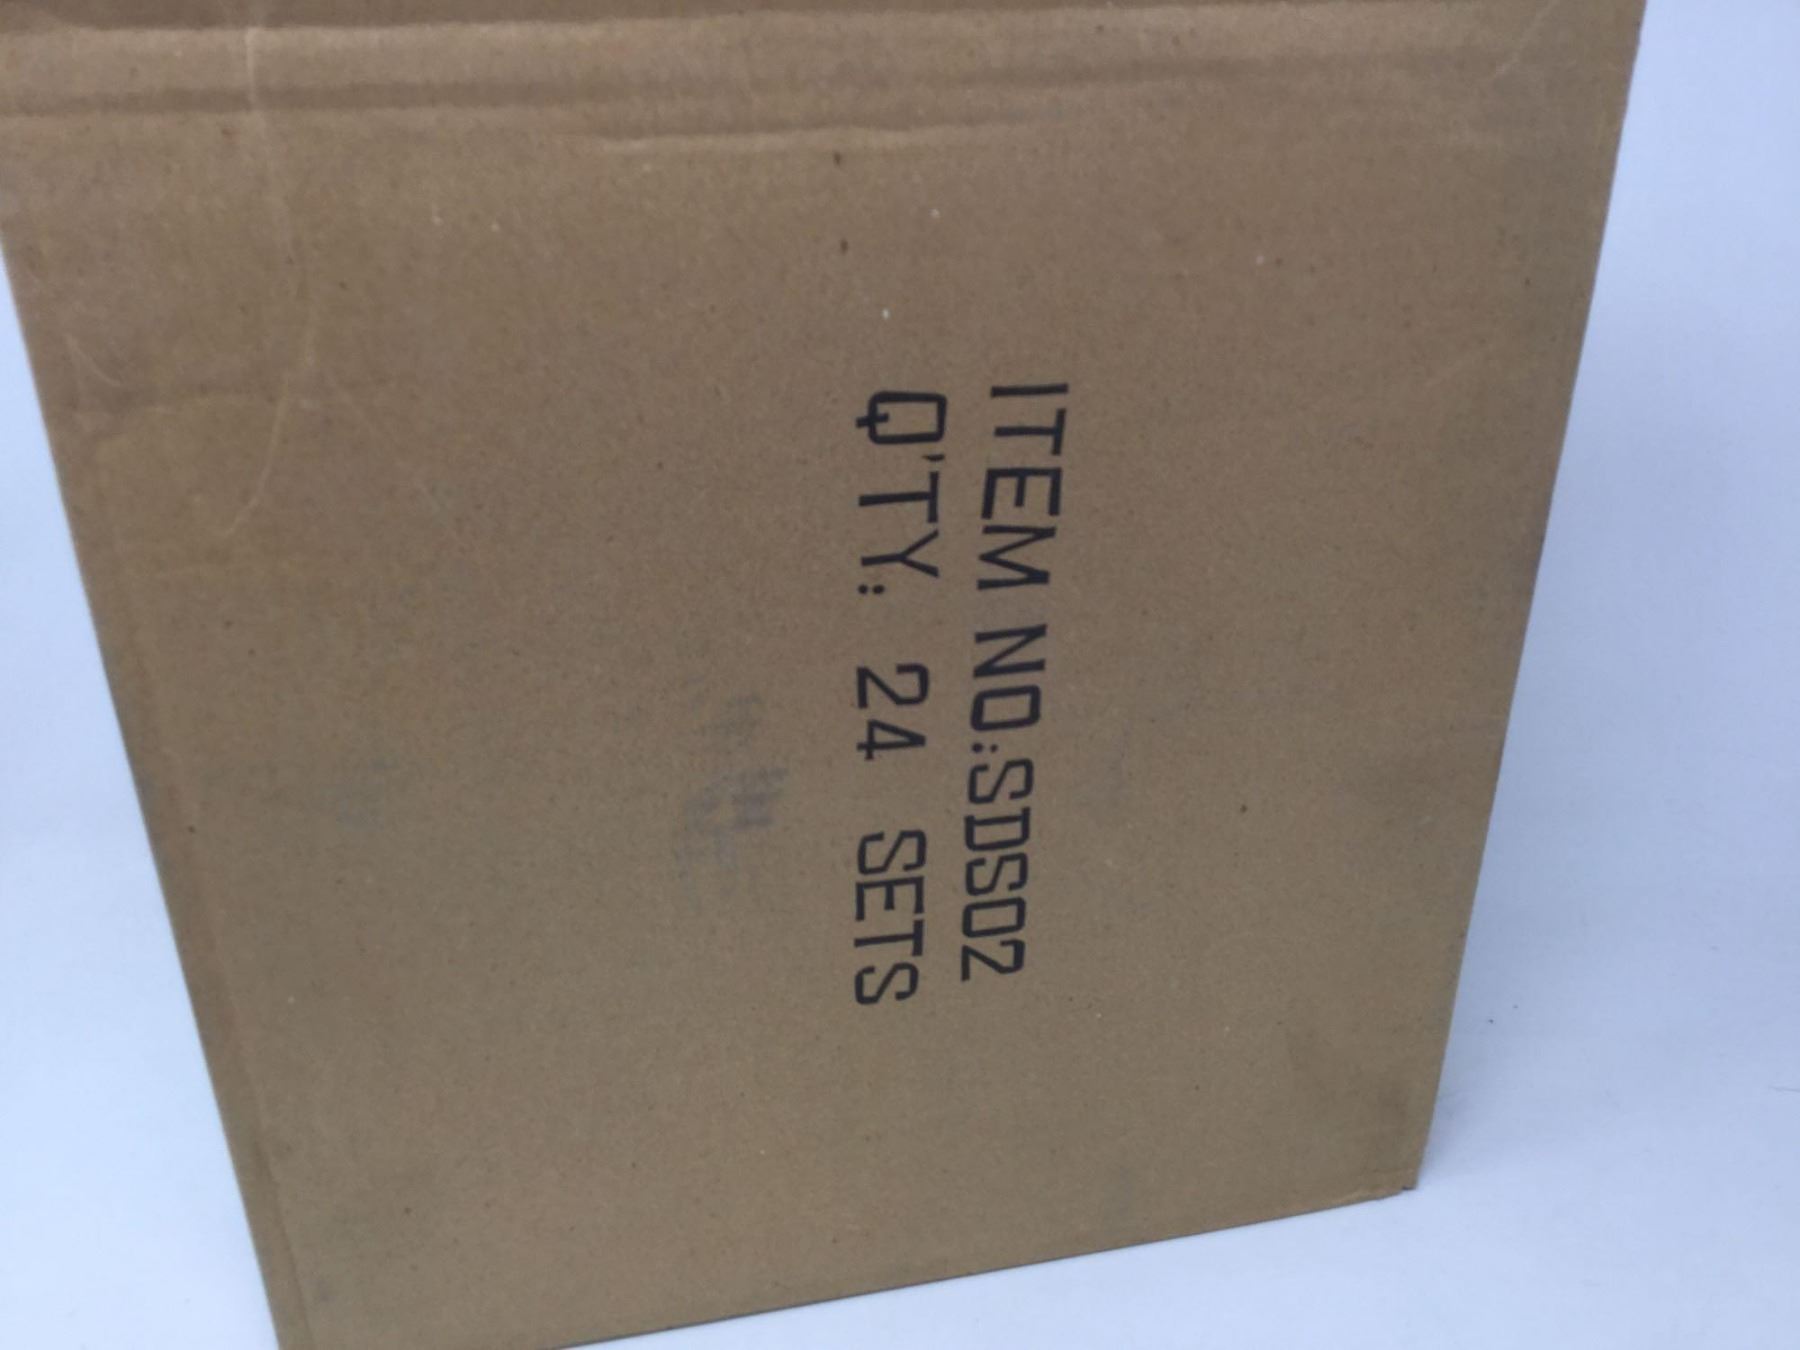 ITEM NO:SDS02
Q'TY: 24 SETS